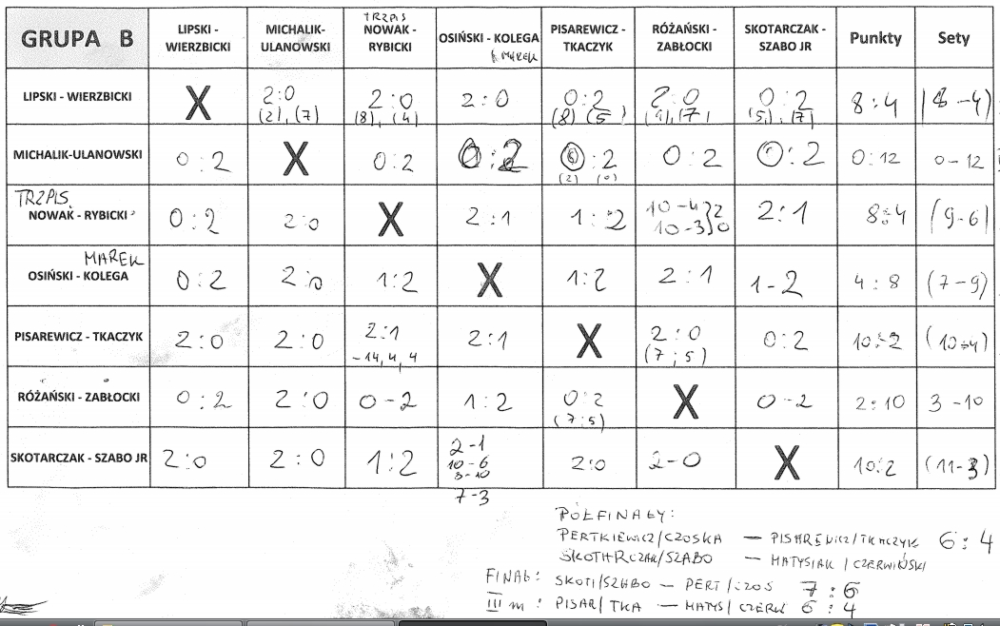 GRUPA B LIPSKI - WIERZBICKI MICHALIK- ULANOWSKI TRZPIS NOWAK - RYBICKI OSIŃSKI - KOLEGA MAREK PISAREWICZ - TKACZYK RÓŻAŃSKI - ZABŁOCKI SKOTARCZAK - SZABO JR Punkty Sety
LIPSKI - WIERZBICKI X 2:0 (2), (7) 2:0 (8), (4) 2:0 0:2 (8) (5) 2:0 (7) 0:2 (5), (7) 8:4 (8-4)
MICHALIK-UŁANOWSKI 0:2 X 0:2 0:2 0:2 (2) (0) 0:2 0:2 0:12 0-12
TRZPIS NOWAK - RYBICKI 0:2 2:0 X 2:1 1:2 10-4 10-3 }2 0 2:1 8:4 (9-6)
MAREK OSIŃSKI - KOLEGA 0:2 2:0 1:2 X 1:2 2:1 1-2 4:8 (7-9)
PISAREWICZ - TKACZYK 2:0 2:0 2:1 -14, 4, 4 2:1 X 2:0 (7;5) 0:2 10:2 (10-4)
RÓŻAŃSKI - ZABŁOCKI 0:2 2:0 0-2 1:2 0:2 (7:5) X 0-2 2:10 3-10
SKOTARCZAK - SZABO JR 2:0 2:0 1:2 2-1 10-6 2:0 2-0 X 10:2 (11-3)
7-3
PÓŁFINAŁY:
PERTKIEWICZ/CZOSKA — PISAREWICZ/TKACZYK 6:4
SKOTARCZAK/SZABO — MATYSIAK / CZERWIŃSKI
FINAŁ: SKOT/SZABO — PERT/CZOS 7:6
III m: PISAR/TKA — MATYS/CZERW 6:4